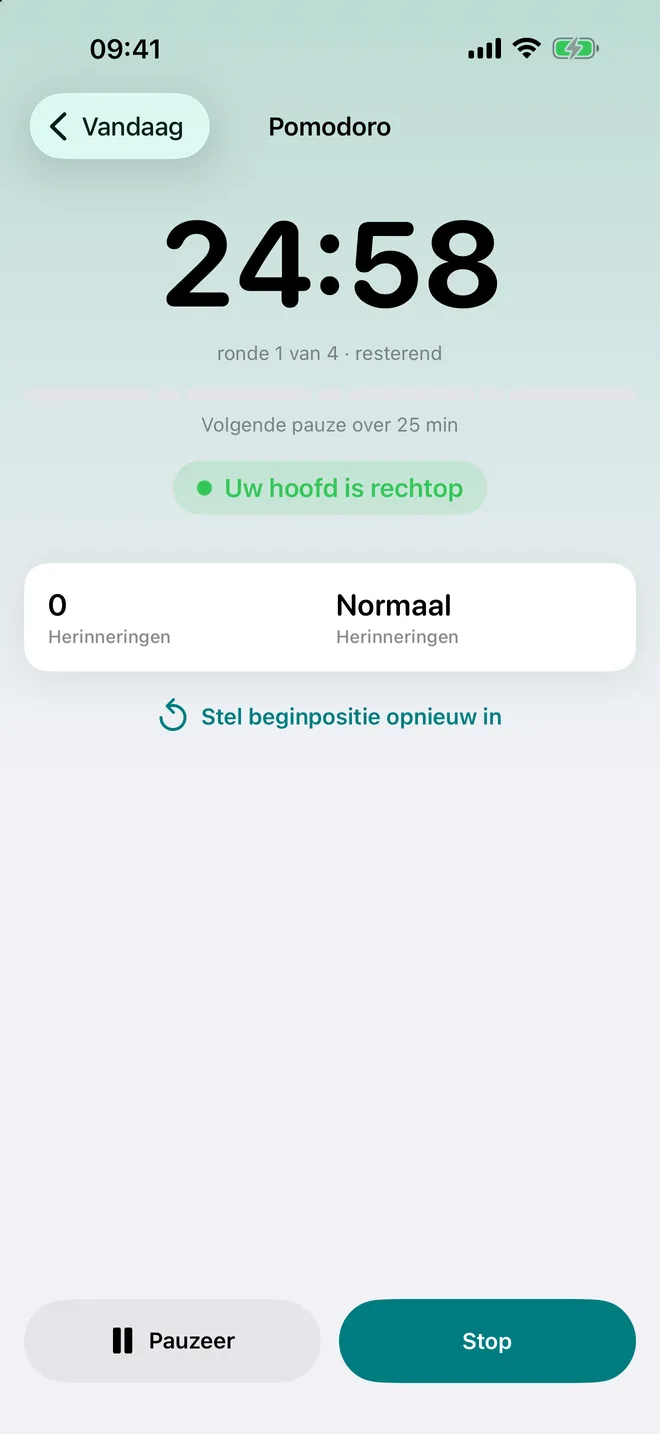 09:41
Vandaag
Pomodoro
24:58
ronde 1 van 4 · resterend
Volgende pauze over 25 min
Uw hoofd is rechtop
0
Herinneringen
Normaal
Herinneringen
Stel beginpositie opnieuw in
Pauzeer
Stop